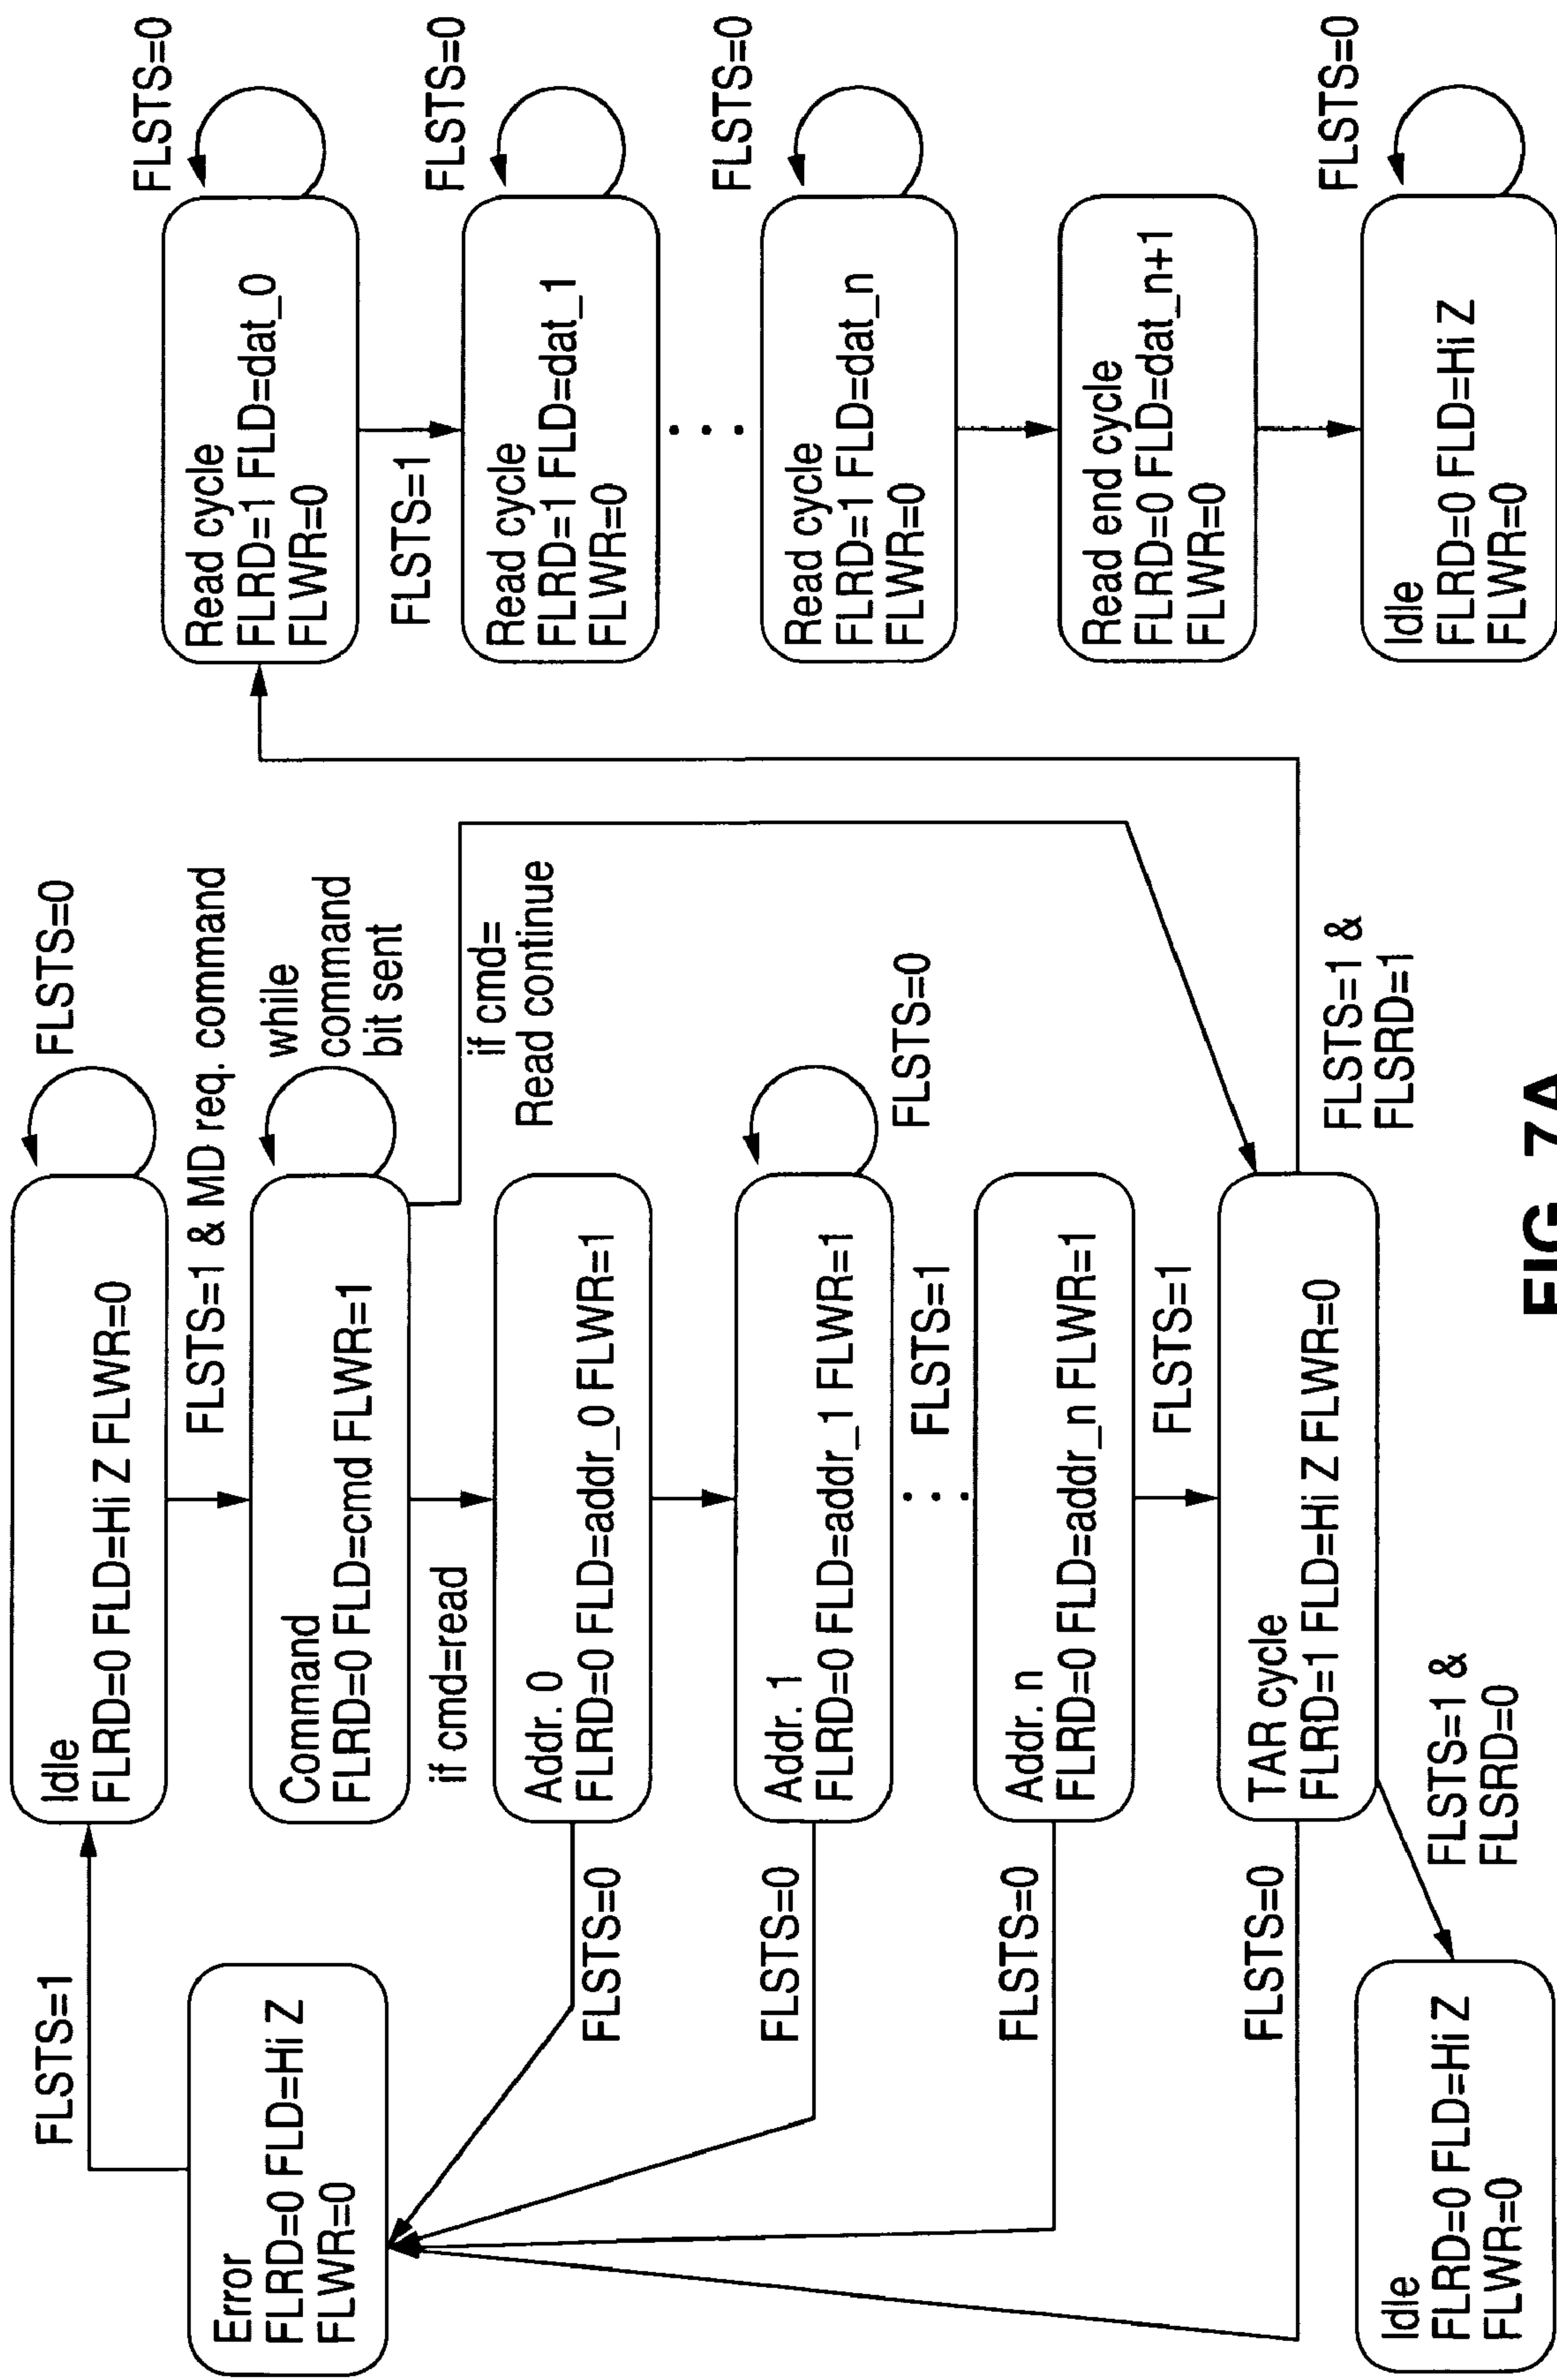 FLSTS=1
Error
FLRD=0 FLD=Hi Z
FLWR=0
Idle
FLRD=0 FLD=Hi Z FLWR=0
FLSTS=0
FLSTS=1 & MD req. command
Command
FLRD=0 FLD=cmd FLWR=1
while
command
bit sent
if cmd=read
if cmd=
Read continue
Addr. 0
FLRD=0 FLD=addr_0 FLWR=1
FLSTS=0
Addr. 1
FLRD=0 FLD=addr_1 FLWR=1
FLSTS=0
FLSTS=0
FLSTS=1
Addr. n
FLRD=0 FLD=addr_n FLWR=1
FLSTS=0
FLSTS=1
TAR cycle
FLRD=1 FLD=Hi Z FLWR=0
FLSTS=0
FLSTS=1 &
FLSRD=1
FLSTS=1 &
FLSRD=0
Idle
FLRD=0 FLD=Hi Z
FLWR=0
Read cycle
FLRD=1 FLD=dat_0
FLWR=0
FLSTS=0
FLSTS=1
Read cycle
FLRD=1 FLD=dat_1
FLWR=0
FLSTS=0
Read cycle
FLRD=1 FLD=dat_n
FLWR=0
FLSTS=0
Read end cycle
FLRD=0 FLD=dat_n+1
FLWR=0
Idle
FLRD=0 FLD=Hi Z
FLWR=0
FLSTS=0
FIG. 7A